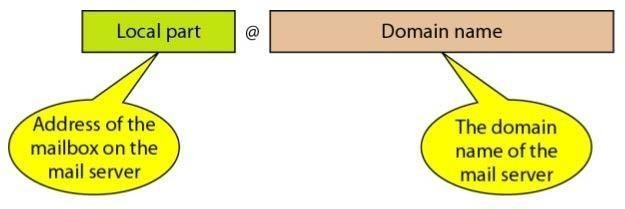 Local part @ Domain name
Address of the
mailbox on the
mail server
The domain
name of the
mail server